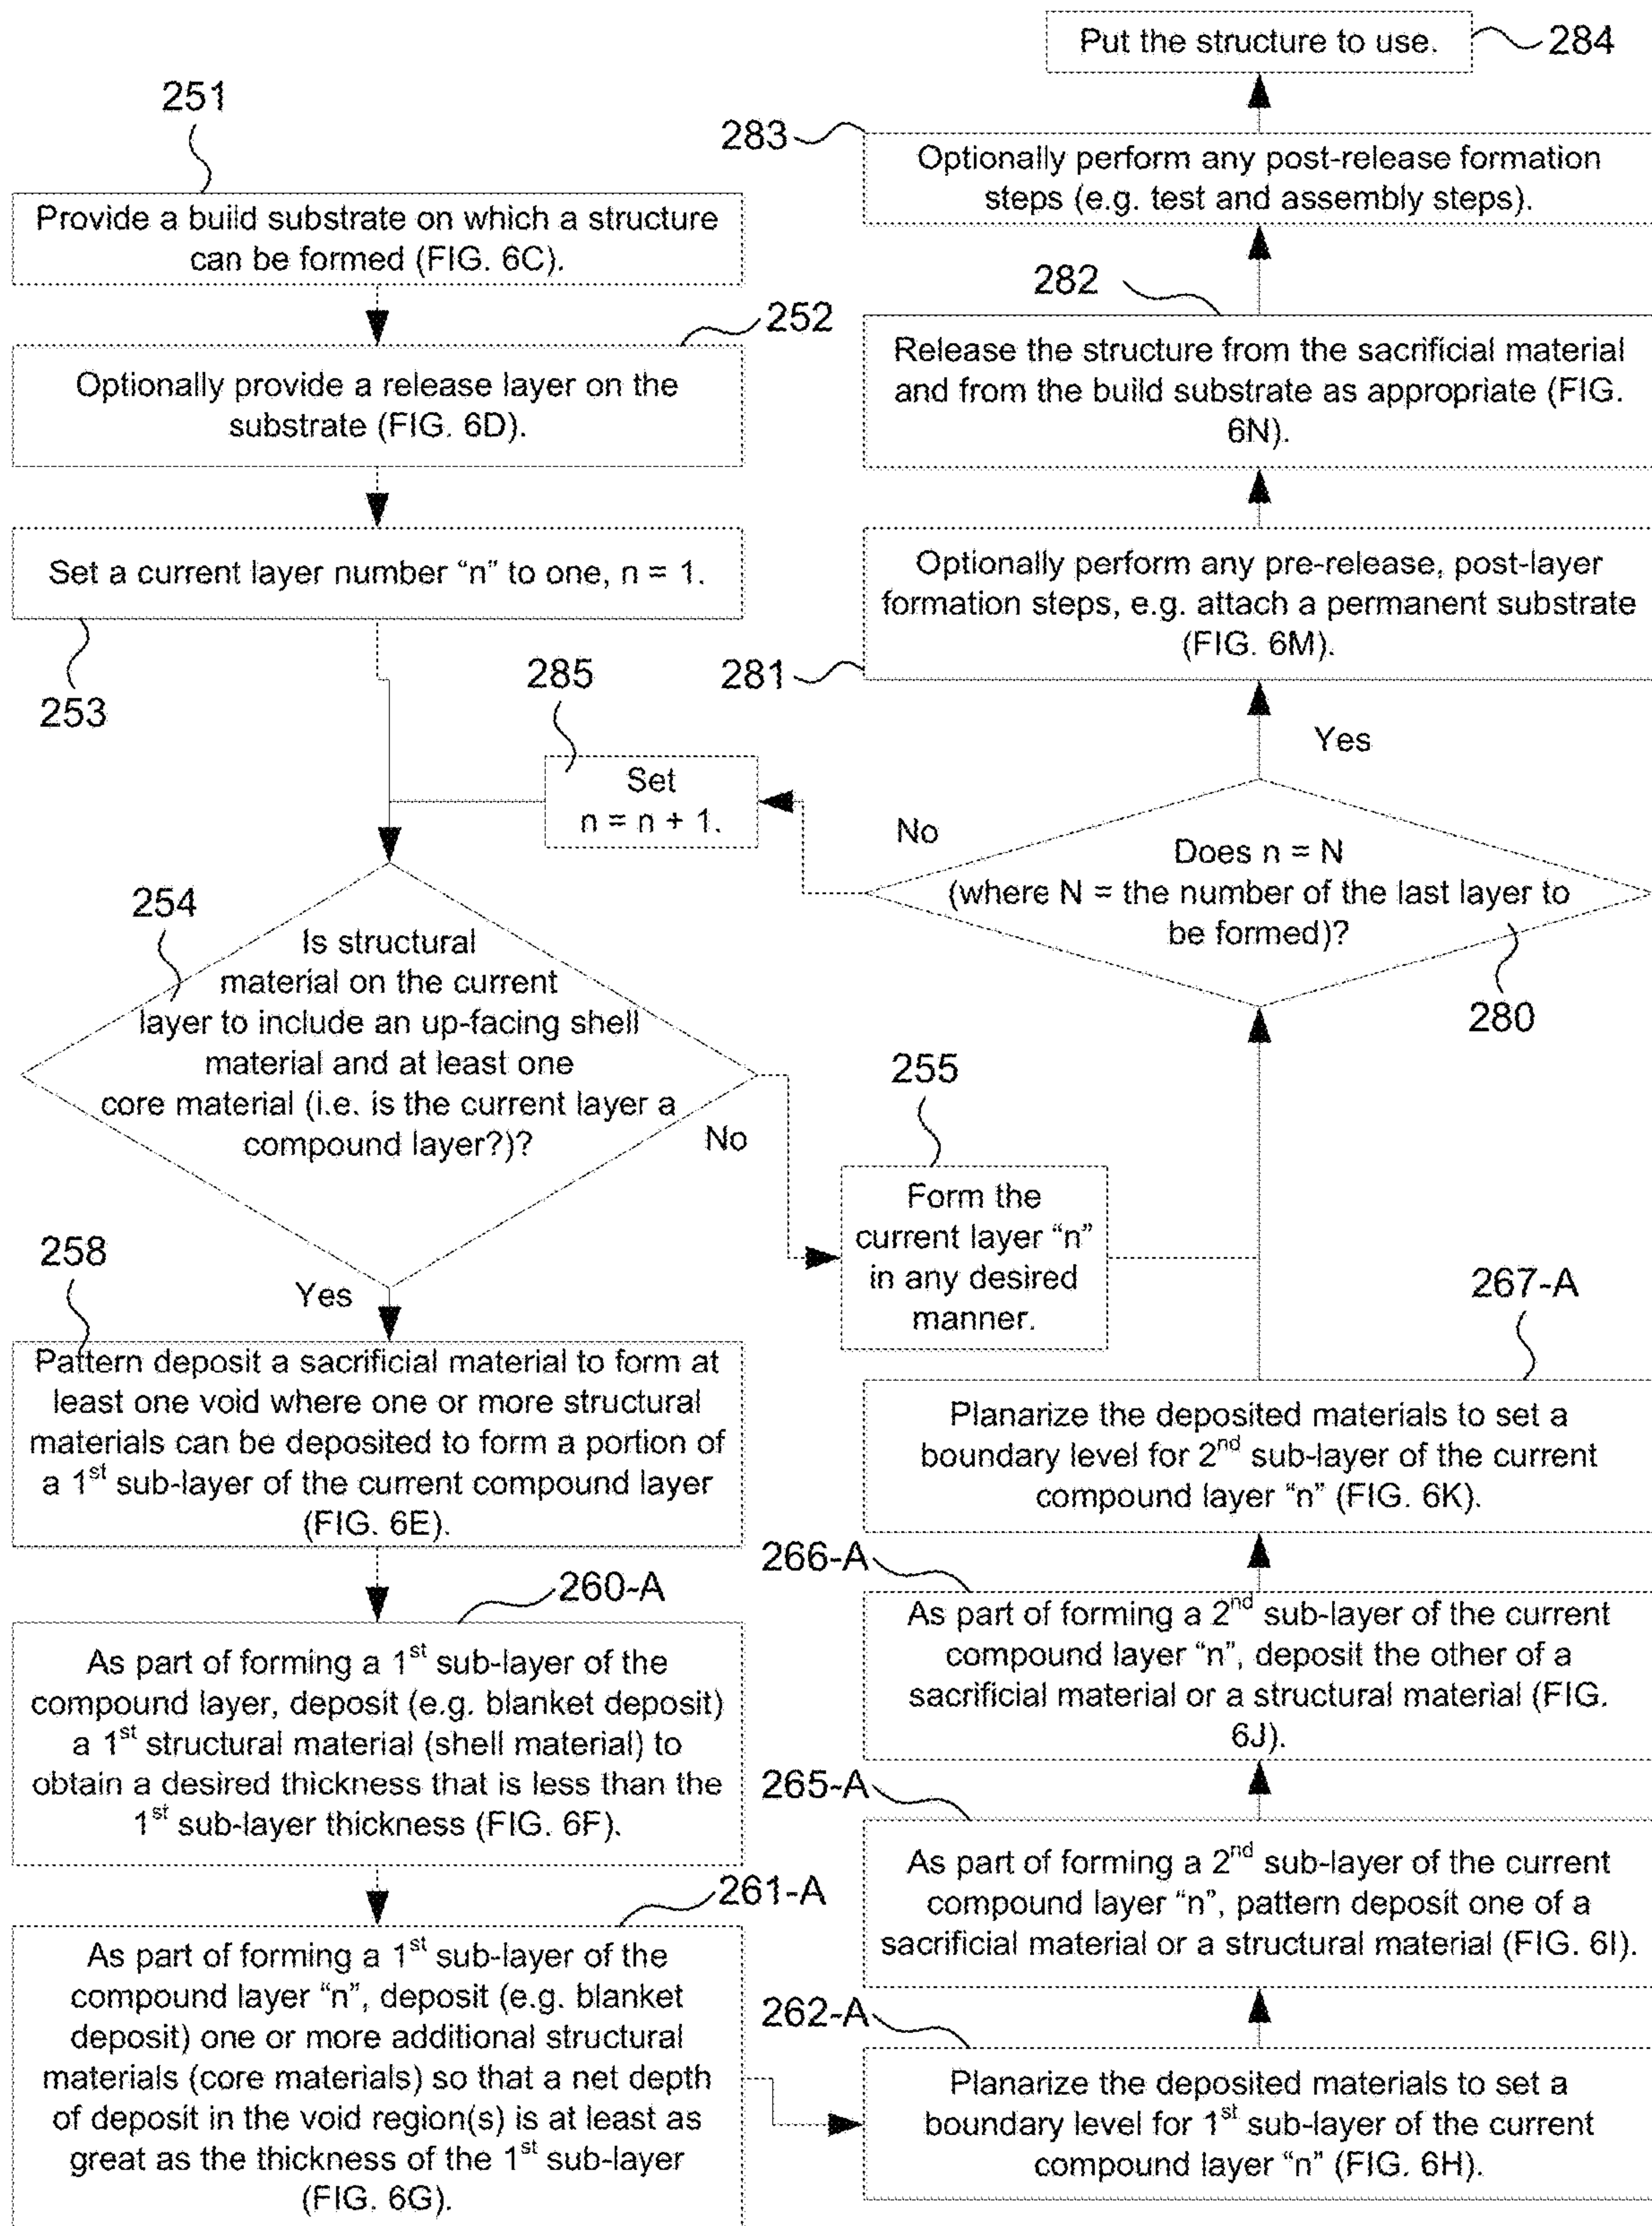 251
Provide a build substrate on which a structure
can be formed (FIG. 6C).
252
Optionally provide a release layer on the
substrate (FIG. 6D).
Set a current layer number “n” to one, n = 1.
253
254
Is structural
material on the current
layer to include an up-facing shell
material and at least one
core material (i.e. is the current layer a
compound layer?)?
No
Yes
255
Form the
current layer “n”
in any desired
manner.
258
Pattern deposit a sacrificial material to form at
least one void where one or more structural
materials can be deposited to form a portion of
a 1st sub-layer of the current compound layer
(FIG. 6E).
260-A
As part of forming a 1st sub-layer of the
compound layer, deposit (e.g. blanket deposit)
a 1st structural material (shell material) to
obtain a desired thickness that is less than the
1st sub-layer thickness (FIG. 6F).
261-A
As part of forming a 1st sub-layer of the
compound layer “n”, deposit (e.g. blanket
deposit) one or more additional structural
materials (core materials) so that a net depth
of deposit in the void region(s) is at least as
great as the thickness of the 1st sub-layer
(FIG. 6G).
262-A
Planarize the deposited materials to set a
boundary level for 1st sub-layer of the current
compound layer “n” (FIG. 6H).
265-A
As part of forming a 2nd sub-layer of the current
compound layer “n”, pattern deposit one of a
sacrificial material or a structural material (FIG. 6I).
266-A
As part of forming a 2nd sub-layer of the current
compound layer “n”, deposit the other of a
sacrificial material or a structural material (FIG.
6J).
267-A
Planarize the deposited materials to set a
boundary level for 2nd sub-layer of the current
compound layer “n” (FIG. 6K).
280
Does n = N
(where N = the number of the last layer to
be formed)?
No
285
Set
n = n + 1.
Yes
281
Optionally perform any pre-release, post-layer
formation steps, e.g. attach a permanent substrate
(FIG. 6M).
282
Release the structure from the sacrificial material
and from the build substrate as appropriate (FIG.
6N).
283
Optionally perform any post-release formation
steps (e.g. test and assembly steps).
Put the structure to use.
284